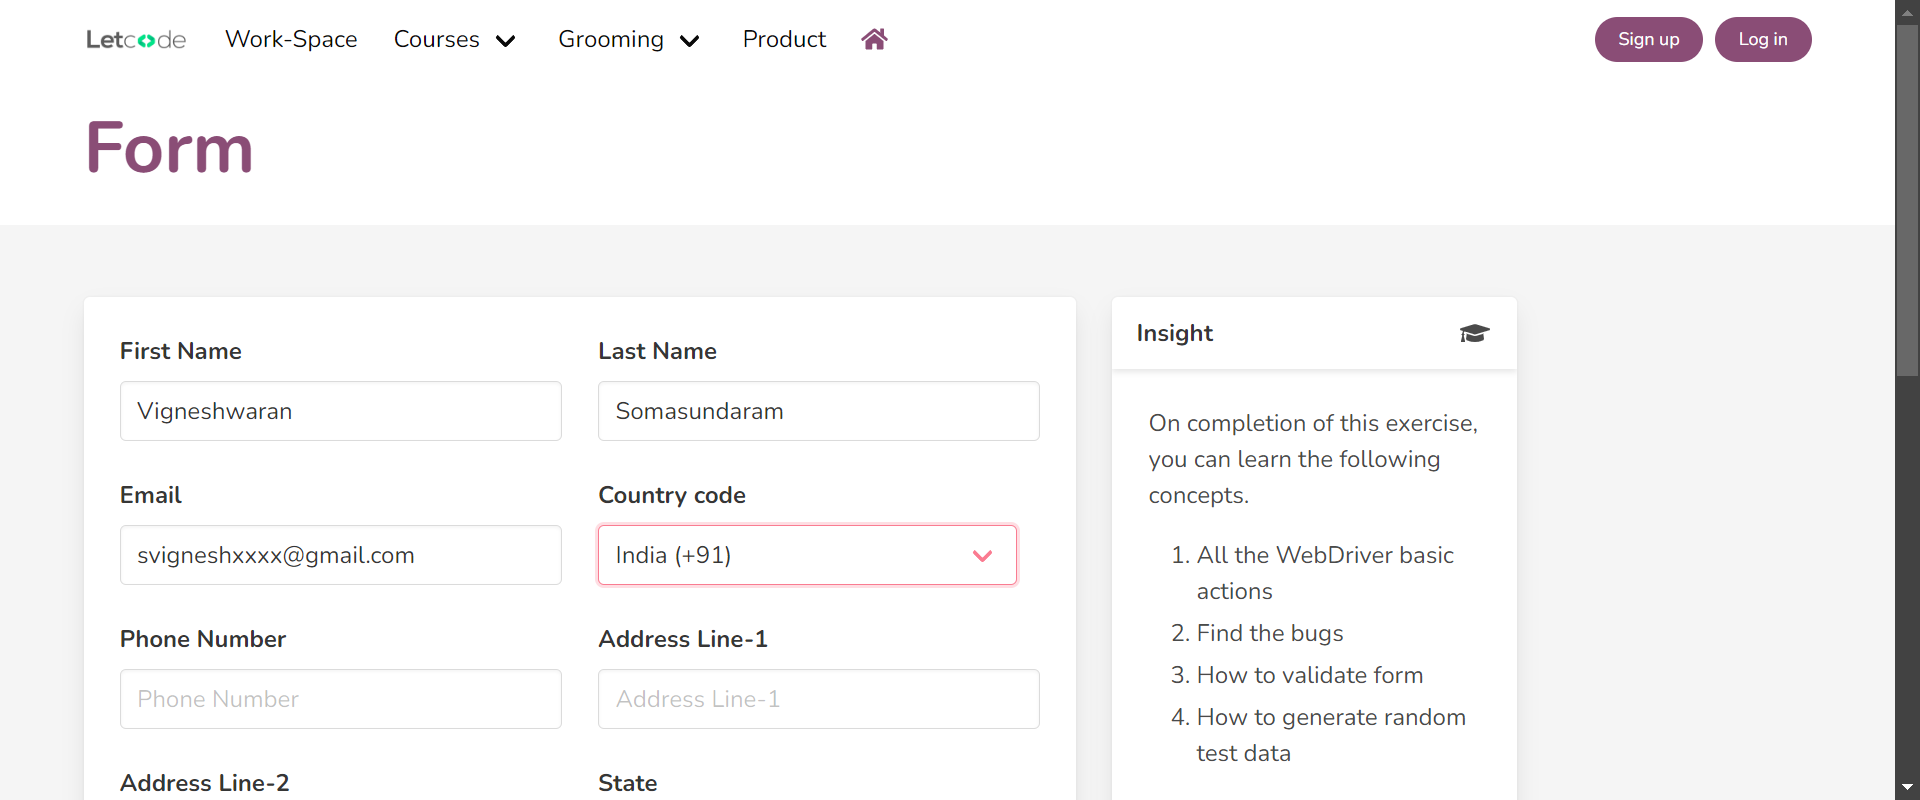 Letcode Work-Space Courses Grooming Product Sign up Log in
Form
First Name Last Name
Vigneshwaran Somasundaram
Email Country code
svigneshxxxx@gmail.com India (+91)
Phone Number Address Line-1
Phone Number Address Line-1
Address Line-2 State
Insight
On completion of this exercise,
you can learn the following
concepts.
1. All the WebDriver basic
actions
2. Find the bugs
3. How to validate form
4. How to generate random
test data